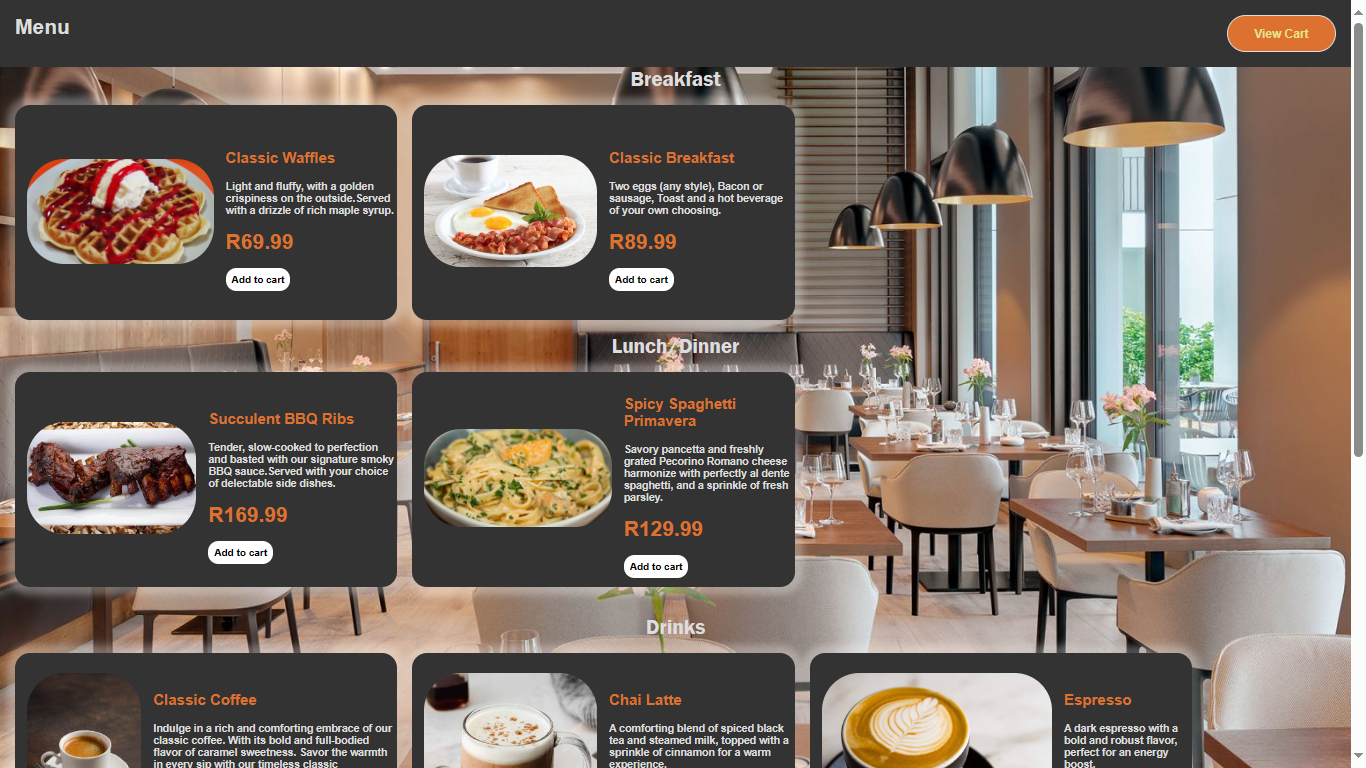 Menu
View Cart
Breakfast
Classic Waffles
Light and fluffy, with a golden
crispiness on the outside.Served
with a drizzle of rich maple syrup.
R69.99
Add to cart
Classic Breakfast
Two eggs (any style), Bacon or
sausage, Toast and a hot beverage
of your own choosing.
R89.99
Add to cart
Lunch/Dinner
Succulent BBQ Ribs
Tender, slow-cooked to perfection
and basted with our signature smoky
BBQ sauce.Served with your choice
of delectable side dishes.
R169.99
Add to cart
Spicy Spaghetti
Primavera
Savory pancetta and freshly
grated Pecorino Romano cheese
harmonize with perfectly al dente
spaghetti, and a sprinkle of fresh
parsley.
R129.99
Add to cart
Drinks
Classic Coffee
Indulge in a rich and comforting embrace of our
classic coffee. With its bold and full-bodied
flavor of caramel sweetness. Savor the warmth
in every sip with our timeless classic
Chai Latte
A comforting blend of spiced black
tea and steamed milk, topped with a
sprinkle of cinnamon for a warm
experience.
Espresso
A dark espresso with a
bold and robust flavor,
perfect for an energy
boost.